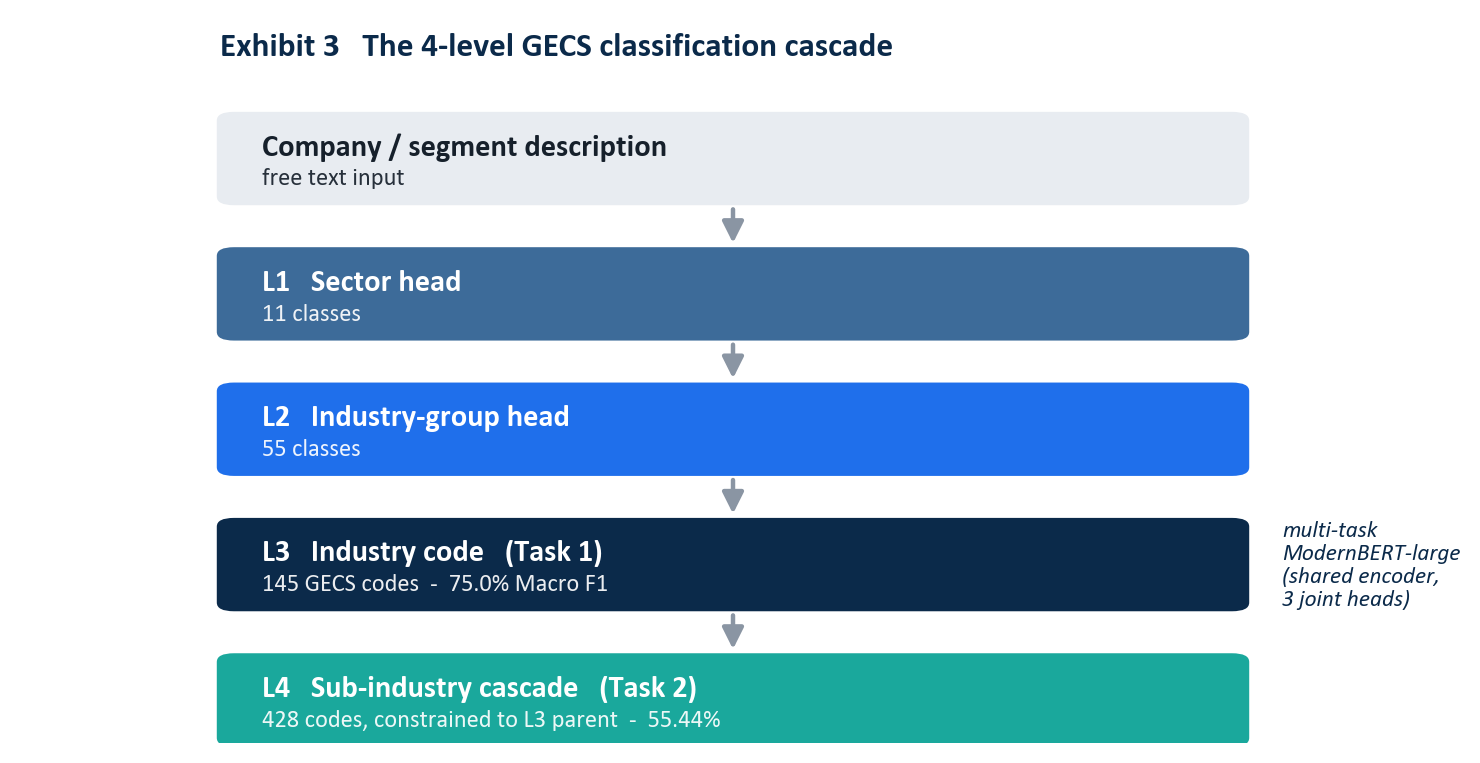 Exhibit 3   The 4-level GECS classification cascade
Company / segment description
free text input
L1   Sector head
11 classes
L2   Industry-group head
55 classes
L3   Industry code   (Task 1)
145 GECS codes  -  75.0% Macro F1
multi-task
ModernBERT-large
(shared encoder,
3 joint heads)
L4   Sub-industry cascade   (Task 2)
428 codes, constrained to L3 parent  -  55.44%